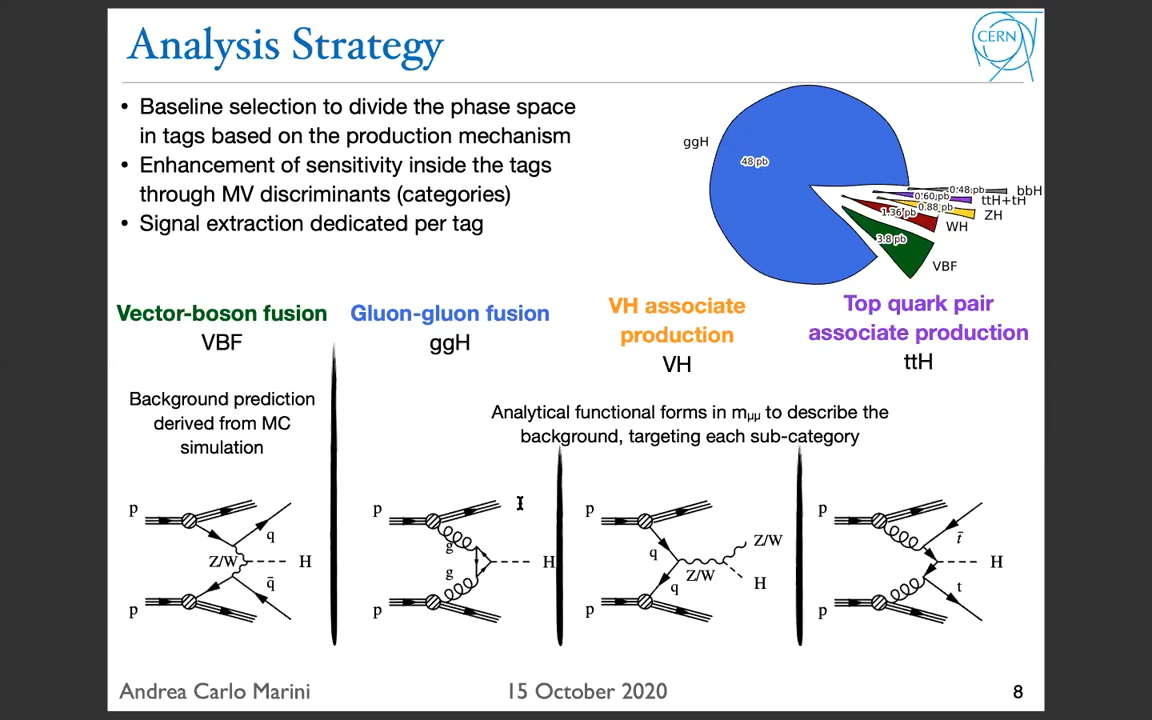 Analysis Strategy
CERN
• Baseline selection to divide the phase space
in tags based on the production mechanism
• Enhancement of sensitivity inside the tags
through MV discriminants (categories)
• Signal extraction dedicated per tag
ggH
48 pb
0.48 pb
bbH
0.60 pb
ttH+tH
0.88 pb
ZH
1.36 pb
WH
3.8 pb
VBF
Vector-boson fusion
VBF
Gluon-gluon fusion
ggH
VH associate
production
VH
Top quark pair
associate production
ttH
Background prediction
derived from MC
simulation
Analytical functional forms in mμμ to describe the
background, targeting each sub-category
p
q
Z/W
H
q̄
p
p
g
H
g
p
p
q
Z/W
Z/W
q
H
p
p
t̄
H
t
p
Andrea Carlo Marini
15 October 2020
8